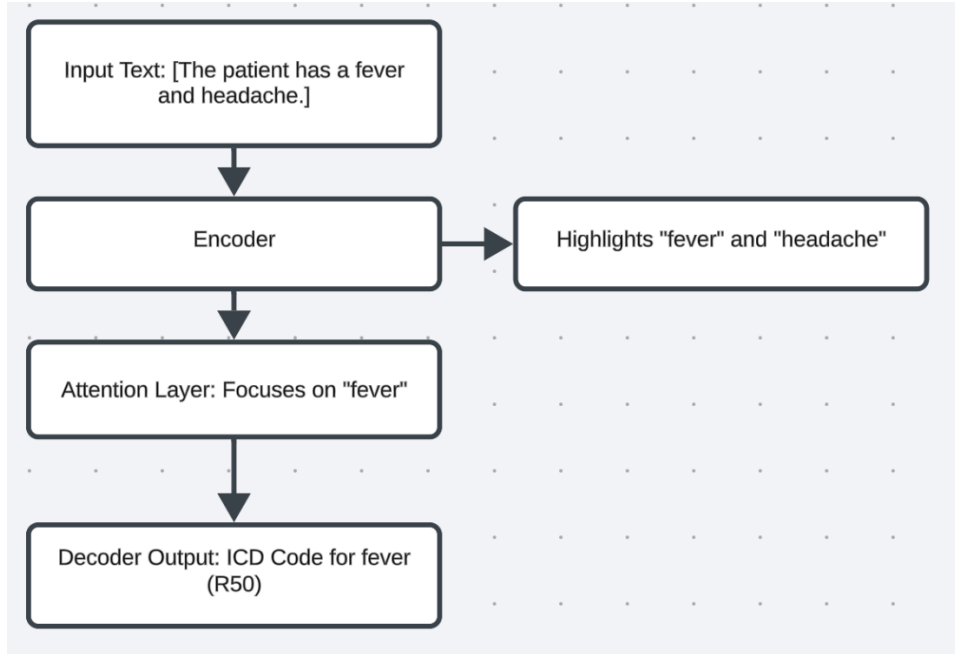 Input Text: [The patient has a fever
and headache.]
Encoder
Highlights "fever" and "headache"
Attention Layer: Focuses on "fever"
Decoder Output: ICD Code for fever
(R50)